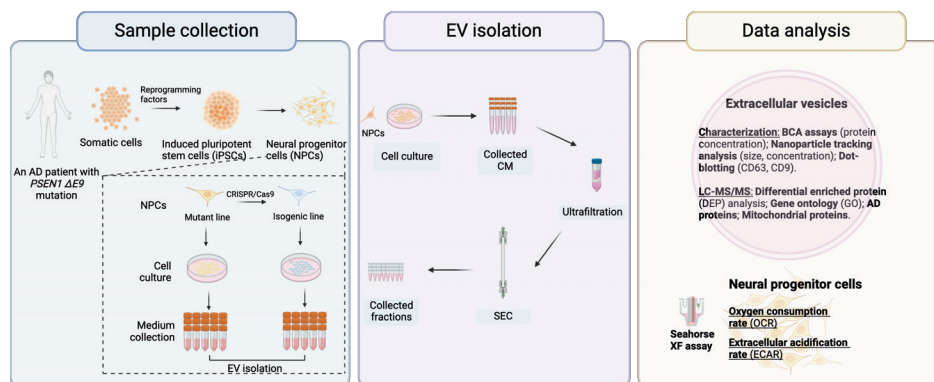 Sample collection
Reprogramming
factors
Somatic cells
Induced pluripotent
stem cells (iPSCs)
Neural progenitor
cells (NPCs)
An AD patient with
PSEN1 ΔE9
mutation
NPCs
CRISPR/Cas9
Mutant line
Isogenic line
Cell
culture
Medium
collection
EV isolation
EV isolation
NPCs
Cell culture
Collected
CM
Ultrafiltration
SEC
Collected
fractions
Data analysis
Extracellular vesicles
Characterization: BCA assays (protein
concentration); Nanoparticle tracking
analysis (size, concentration); Dot-
blotting (CD63, CD9).
LC-MS/MS: Differential enriched protein
(DEP) analysis; Gene ontology (GO); AD
proteins; Mitochondrial proteins.
Neural progenitor cells
Seahorse
XF assay
Oxygen consumption
rate (OCR)
Extracellular acidification
rate (ECAR)